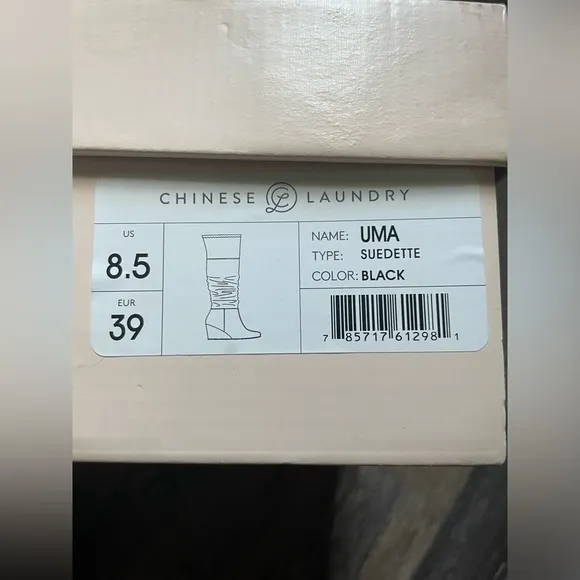 CHINESE LAUNDRY
US
8.5
EUR
39
NAME: UMA
TYPE: SUEDETTE
COLOR: BLACK
7 85717 61298 1